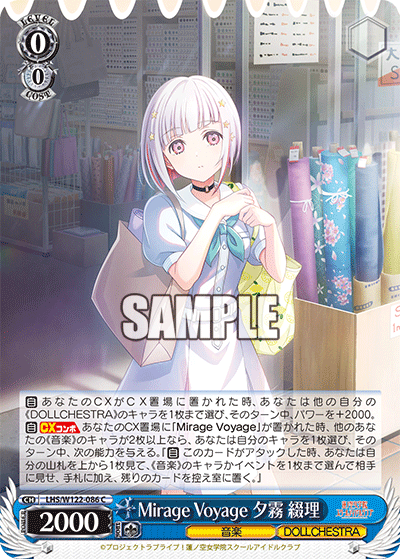 LEVEL
0
0
COST
SAMPLE
自 あなたのCXがCX置場に置かれた時、あなたは他の自分の
《DOLLCHESTRA》のキャラを1枚まで選び、そのターン中、パワーを+2000。
自 CXコンボ あなたのCX置場に「Mirage Voyage」が置かれた時、他のあな
たの《音楽》のキャラが2枚以上なら、あなたは自分のキャラを1枚選び、そのター
ン中、次の能力を与える。『自 このカードがアタックした時、あなたは自分の
山札を上から1枚見て、《音楽》のキャラかイベントを1枚まで選んで相手に
見せ、手札に加え、残りのカードを控え室に置く。』
CH LHS/W122-086 C
2000
Mirage Voyage 夕霧 綴理
音楽
DOLLCHESTRA
©プロジェクトラブライブ！蓮ノ空女学院スクールアイドルクラブ